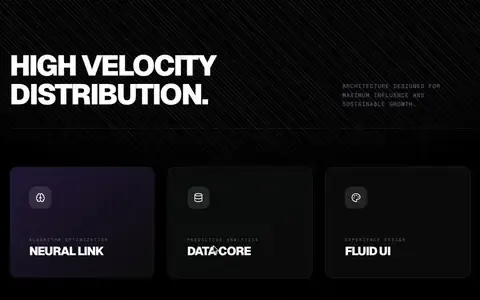 HIGH VELOCITY
DISTRIBUTION.
ARCHITECTURE DESIGNED FOR
MAXIMUM INFLUENCE AND
SUSTAINABLE GROWTH.
ALGORITHM OPTIMIZATION
NEURAL LINK
PREDICTIVE ANALYTICS
DATA CORE
EXPERIENCE DESIGN
FLUID UI